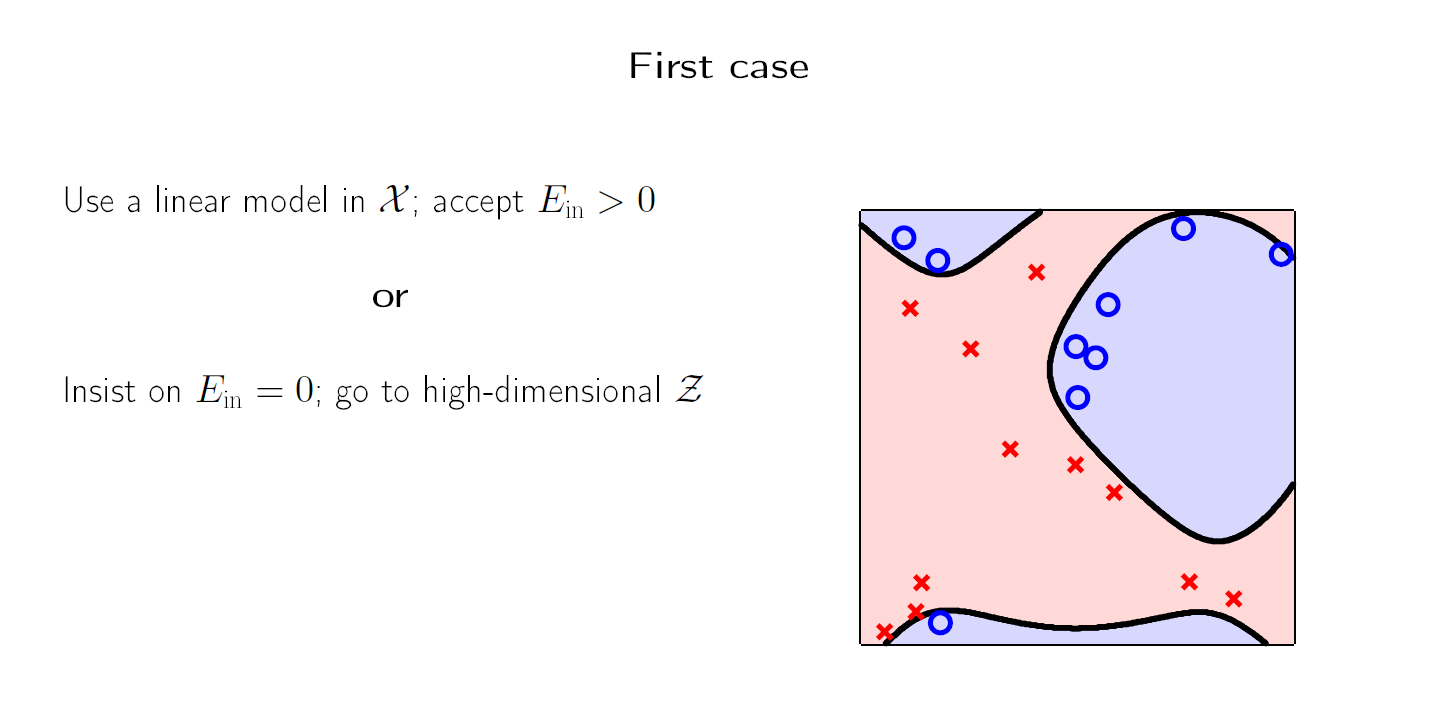 First case
Use a linear model in 𝒳; accept E_in > 0
or
Insist on E_in = 0; go to high-dimensional 𝒵